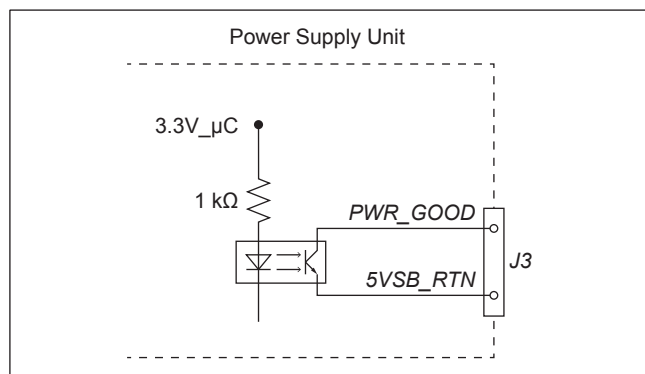 Power Supply Unit
3.3V_µC
1 kΩ
PWR_GOOD
J3
5VSB_RTN